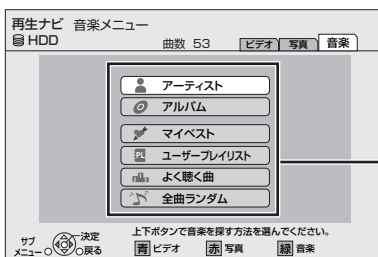 再生ナビ 音楽メニュー
HDD 曲数 53 ビデオ 写真 音楽
アーティスト
アルバム
マイベスト
PL ユーザープレイリスト
よく聴く曲
全曲ランダム
上下ボタンで音楽を探す方法を選んでください。
サブメニュー 決定 戻る
青 ビデオ 赤 写真 緑 音楽